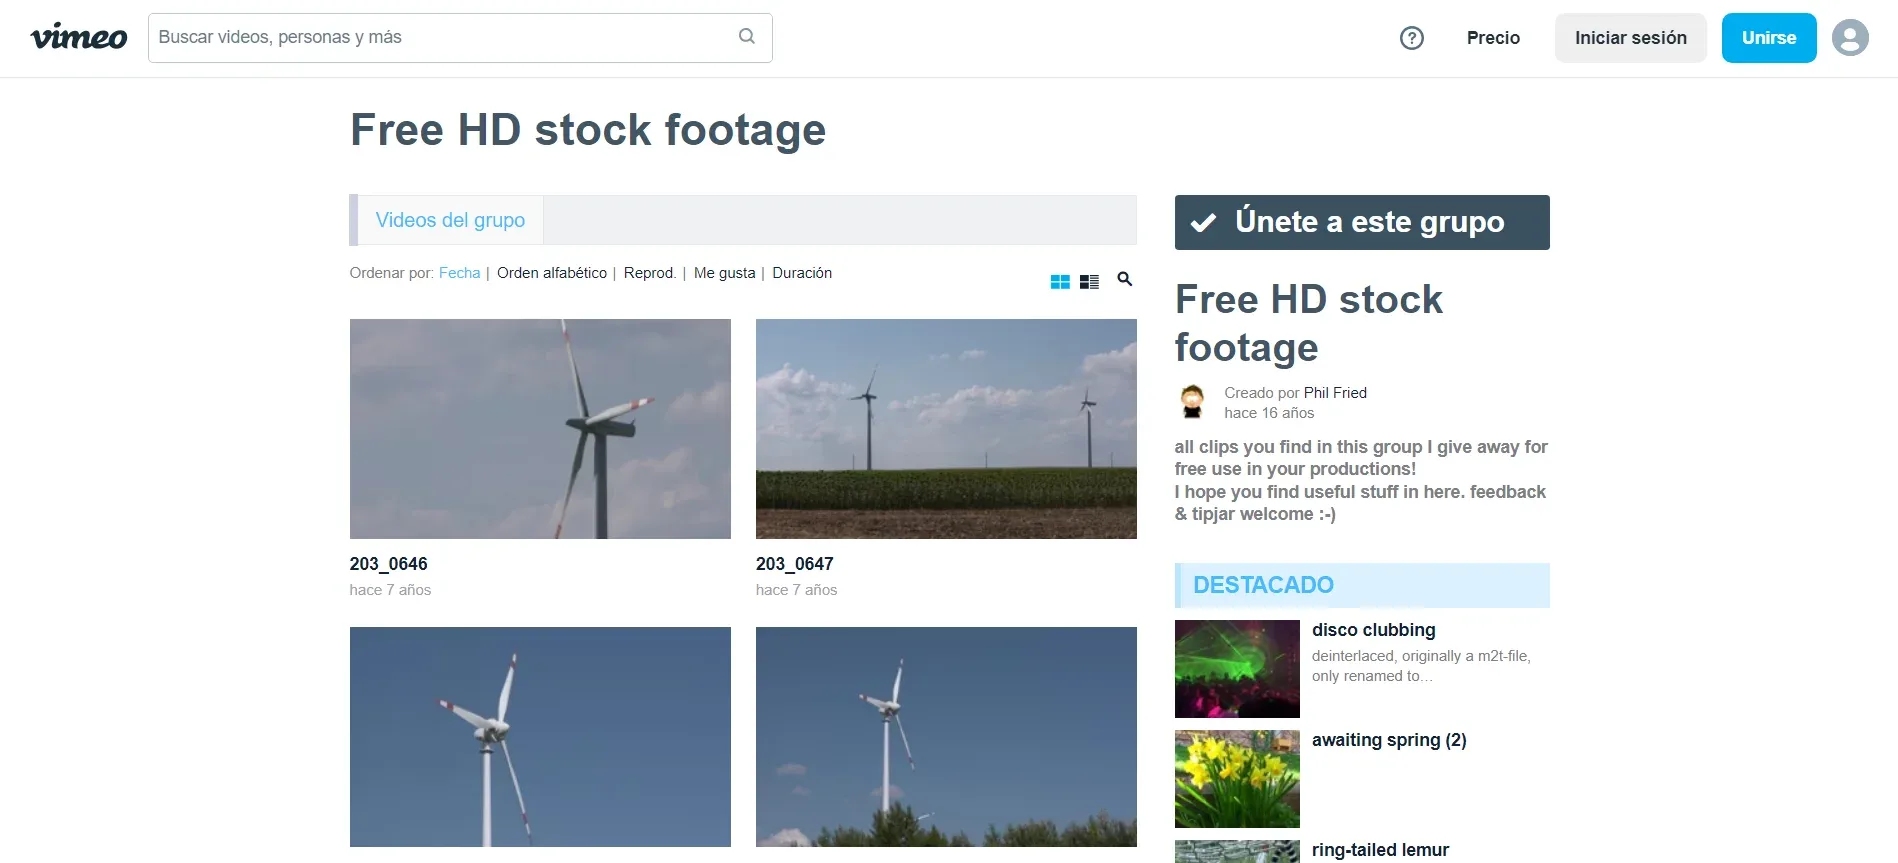 vimeo
Buscar videos, personas y más
Precio
Iniciar sesión
Unirse
Free HD stock footage
Videos del grupo
Ordenar por: Fecha | Orden alfabético | Reprod. | Me gusta | Duración
203_0646
hace 7 años
203_0647
hace 7 años
Únete a este grupo
Free HD stock
footage
Creado por Phil Fried
hace 16 años
all clips you find in this group I give away for
free use in your productions!
I hope you find useful stuff in here. feedback
& tipjar welcome :-)
DESTACADO
disco clubbing
deinterlaced, originally a m2t-file,
only renamed to…
awaiting spring (2)
ring-tailed lemur